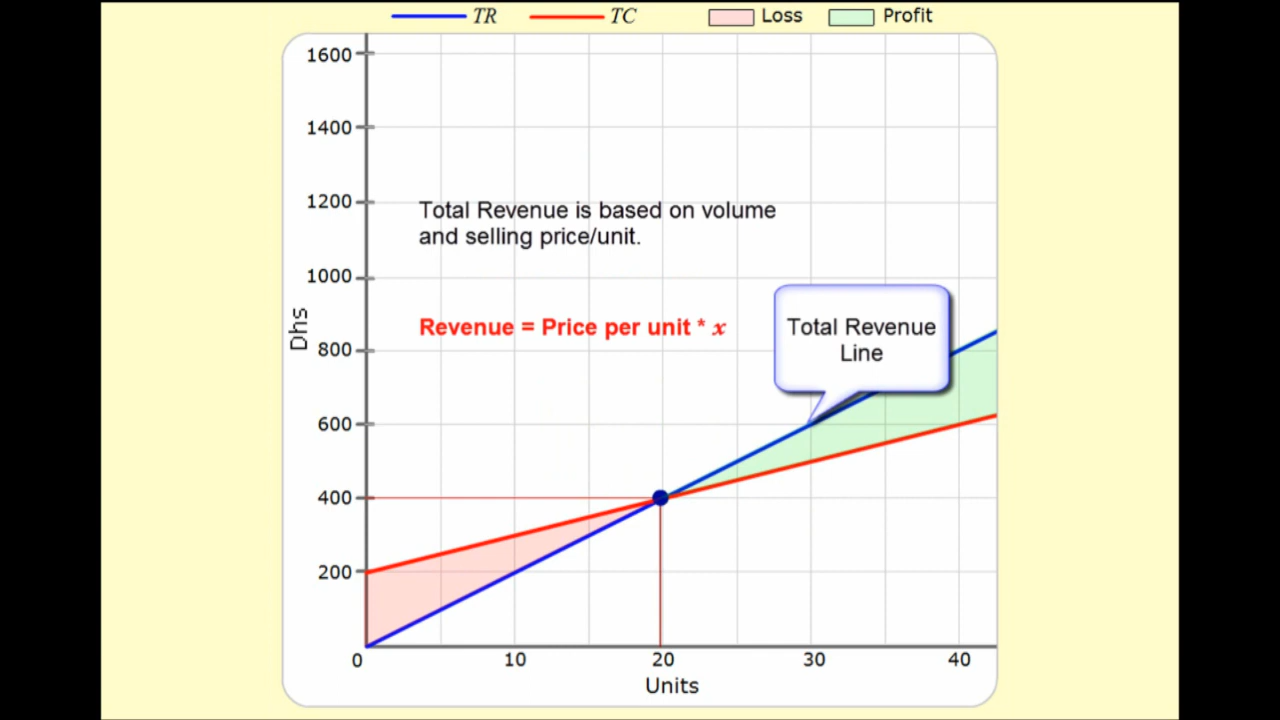 TR TC Loss Profit
1600
1400
1200
Total Revenue is based on volume
and selling price/unit.
1000
Dhs
Revenue = Price per unit * x
Total Revenue
Line
800
600
400
200
0 10 20 30 40
Units